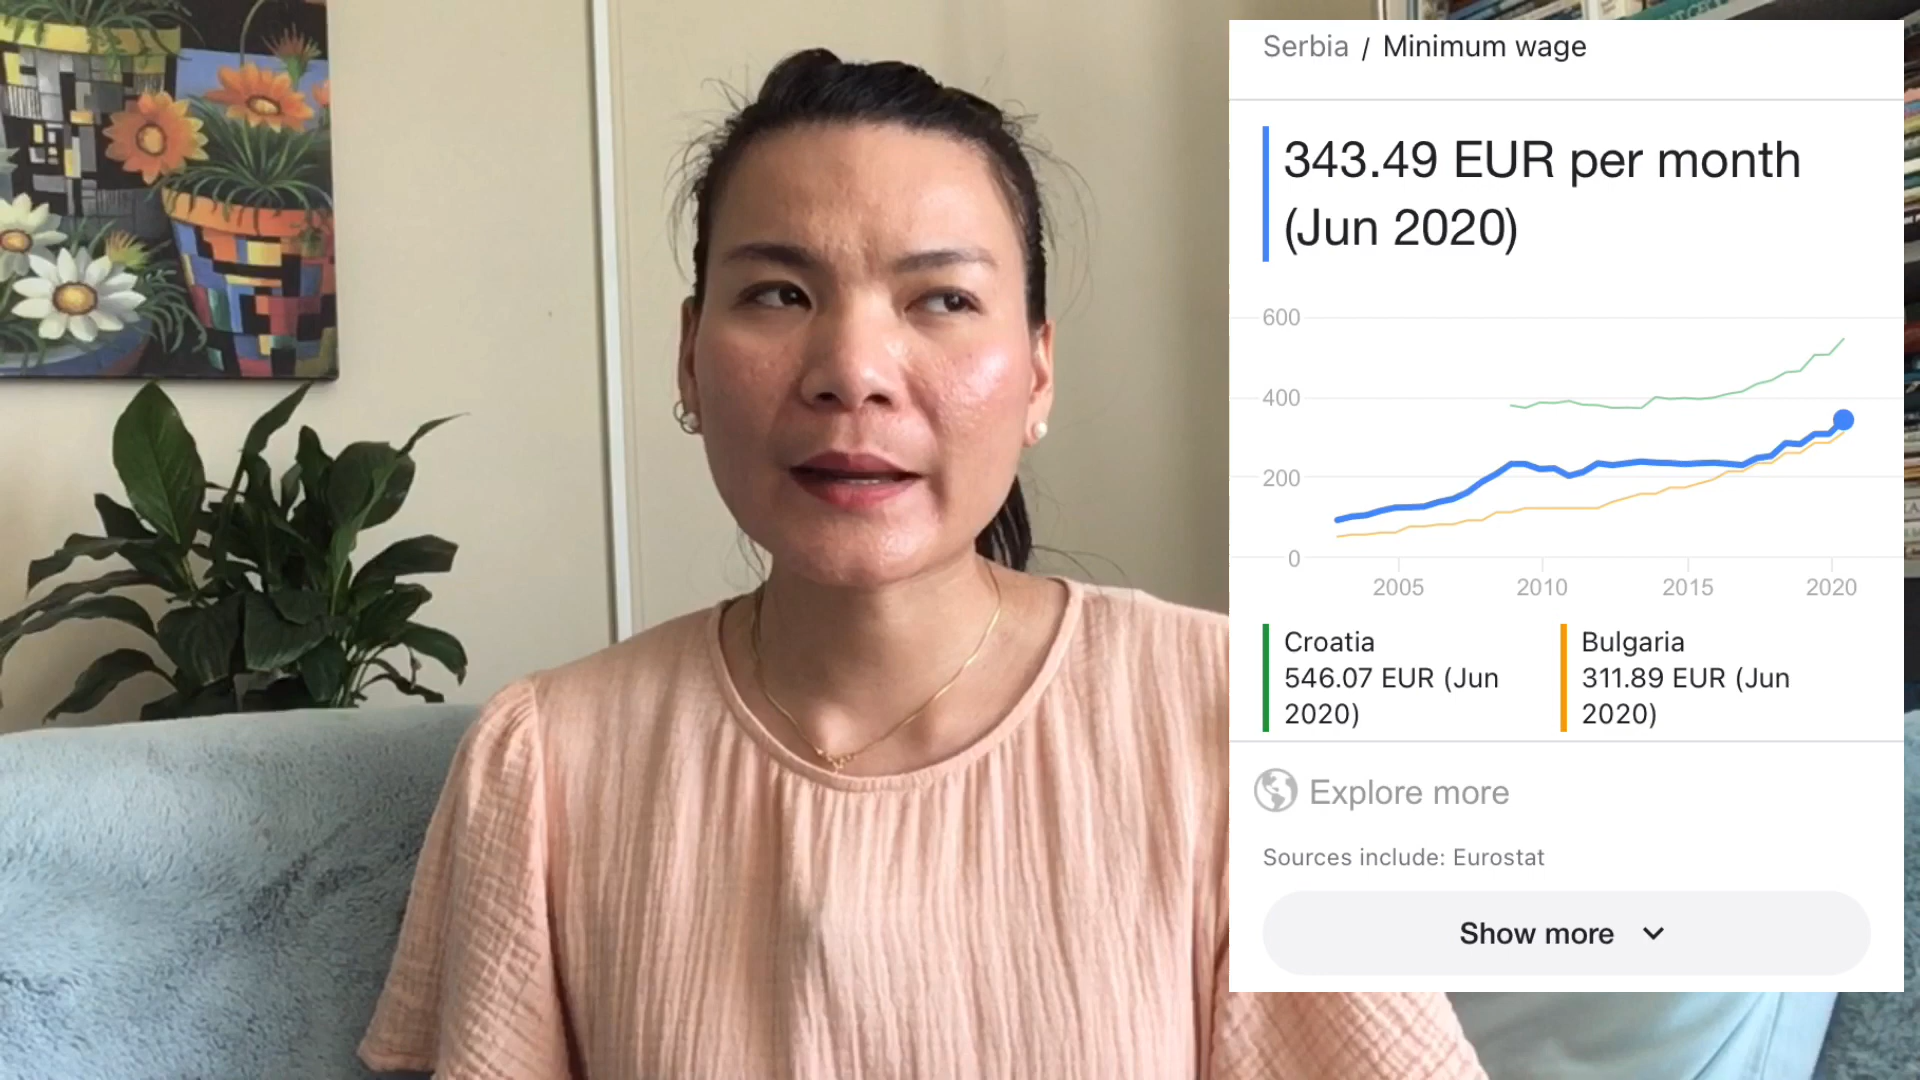 Serbia / Minimum wage
343.49 EUR per month
(Jun 2020)
600
400
200
0
2005 2010 2015 2020
Croatia
546.07 EUR (Jun
2020)
Bulgaria
311.89 EUR (Jun
2020)
Explore more
Sources include: Eurostat
Show more